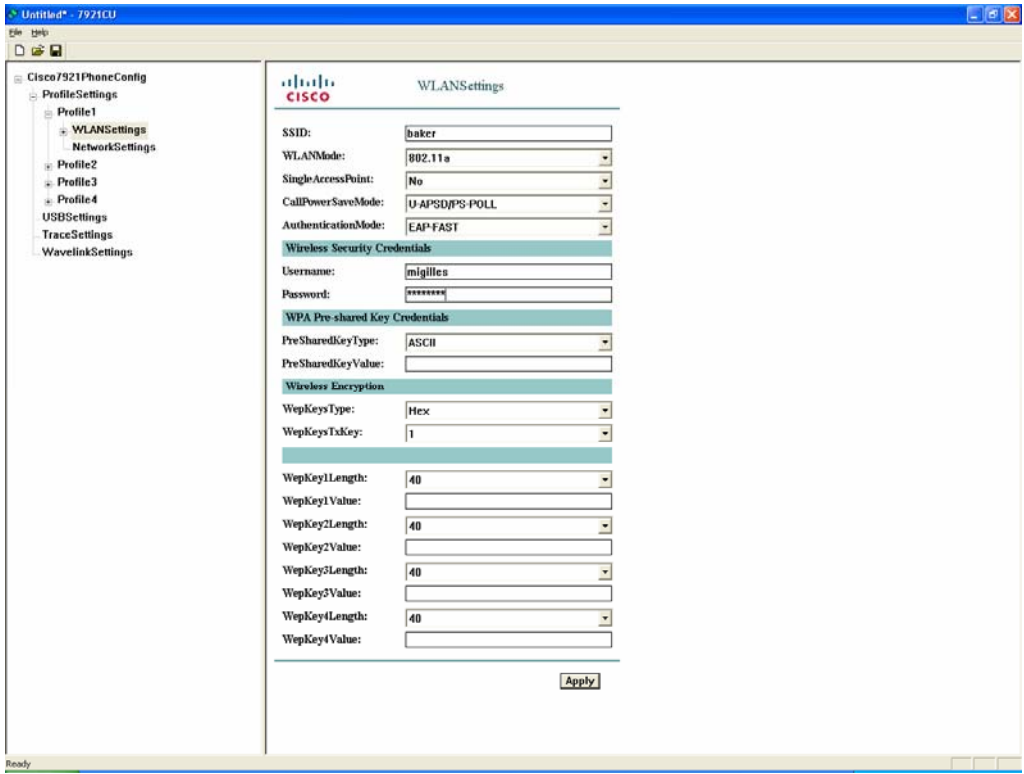 Untitled* - 7921CU
File Help
Cisco7921PhoneConfig
ProfileSettings
Profile1
WLANSettings
NetworkSettings
Profile2
Profile3
Profile4
USBSettings
TraceSettings
WavelinkSettings
CISCO
WLANSettings
SSID: baker
WLANMode: 802.11a
SingleAccessPoint: No
CallPowerSaveMode: U-APSD/PS-POLL
AuthenticationMode: EAP-FAST
Wireless Security Credentials
Username: migilles
Password: ********
WPA Pre-shared Key Credentials
PreSharedKeyType: ASCII
PreSharedKeyValue:
Wireless Encryption
WepKeysType: Hex
WepKeysTxKey: 1
WepKey1Length: 40
WepKey1Value:
WepKey2Length: 40
WepKey2Value:
WepKey3Length: 40
WepKey3Value:
WepKey4Length: 40
WepKey4Value:
Apply
Ready